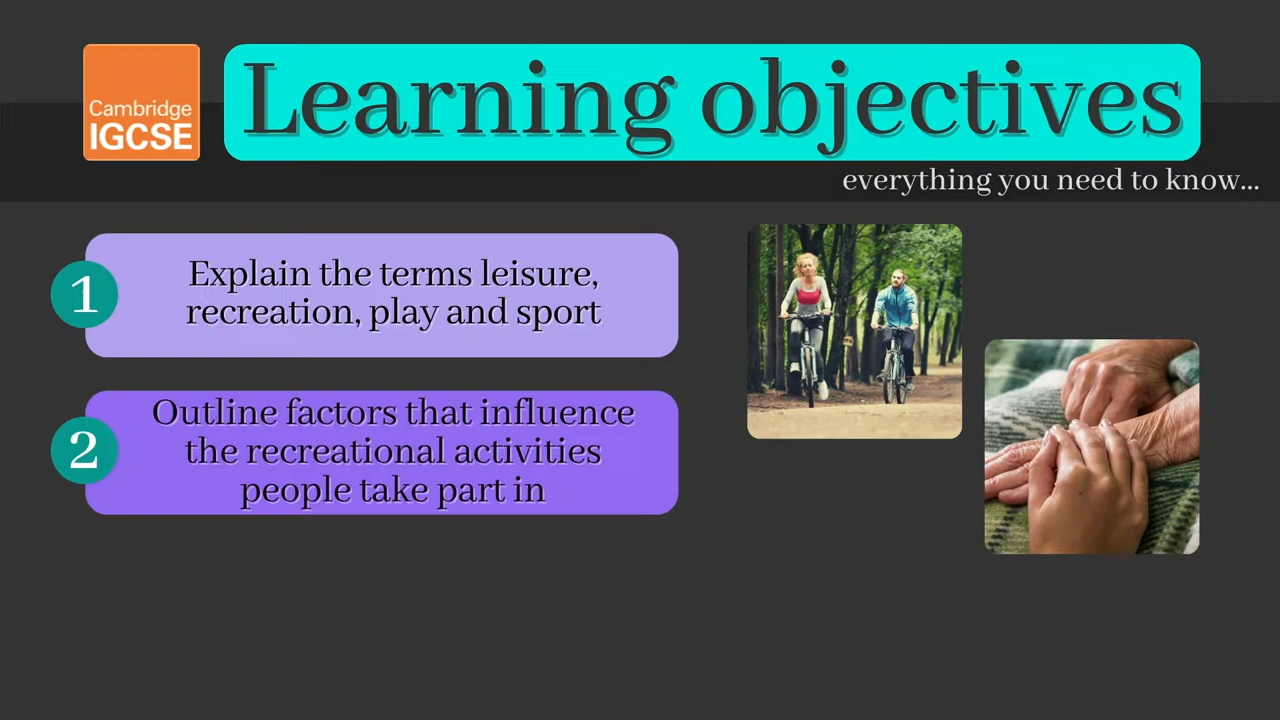 Cambridge
IGCSE
Learning objectives
everything you need to know...
1
Explain the terms leisure,
recreation, play and sport
2
Outline factors that influence
the recreational activities
people take part in